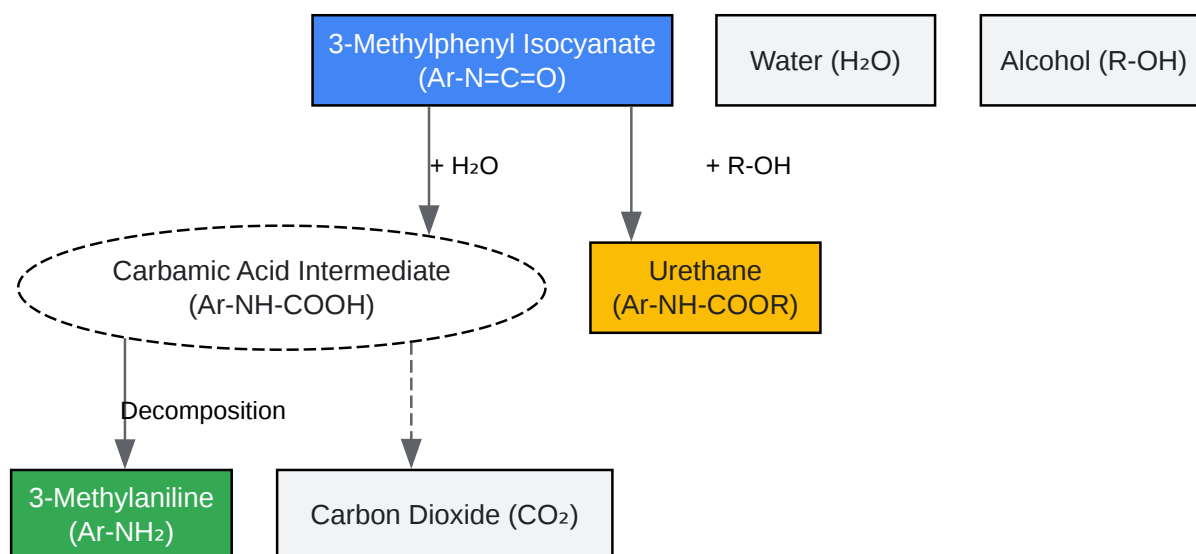 3-Methylphenyl Isocyanate
(Ar-N=C=O)
Water (H₂O)
Alcohol (R-OH)
+ H₂O
+ R-OH
Carbamic Acid Intermediate
(Ar-NH-COOH)
Urethane
(Ar-NH-COOR)
Decomposition
3-Methylaniline
(Ar-NH₂)
Carbon Dioxide (CO₂)